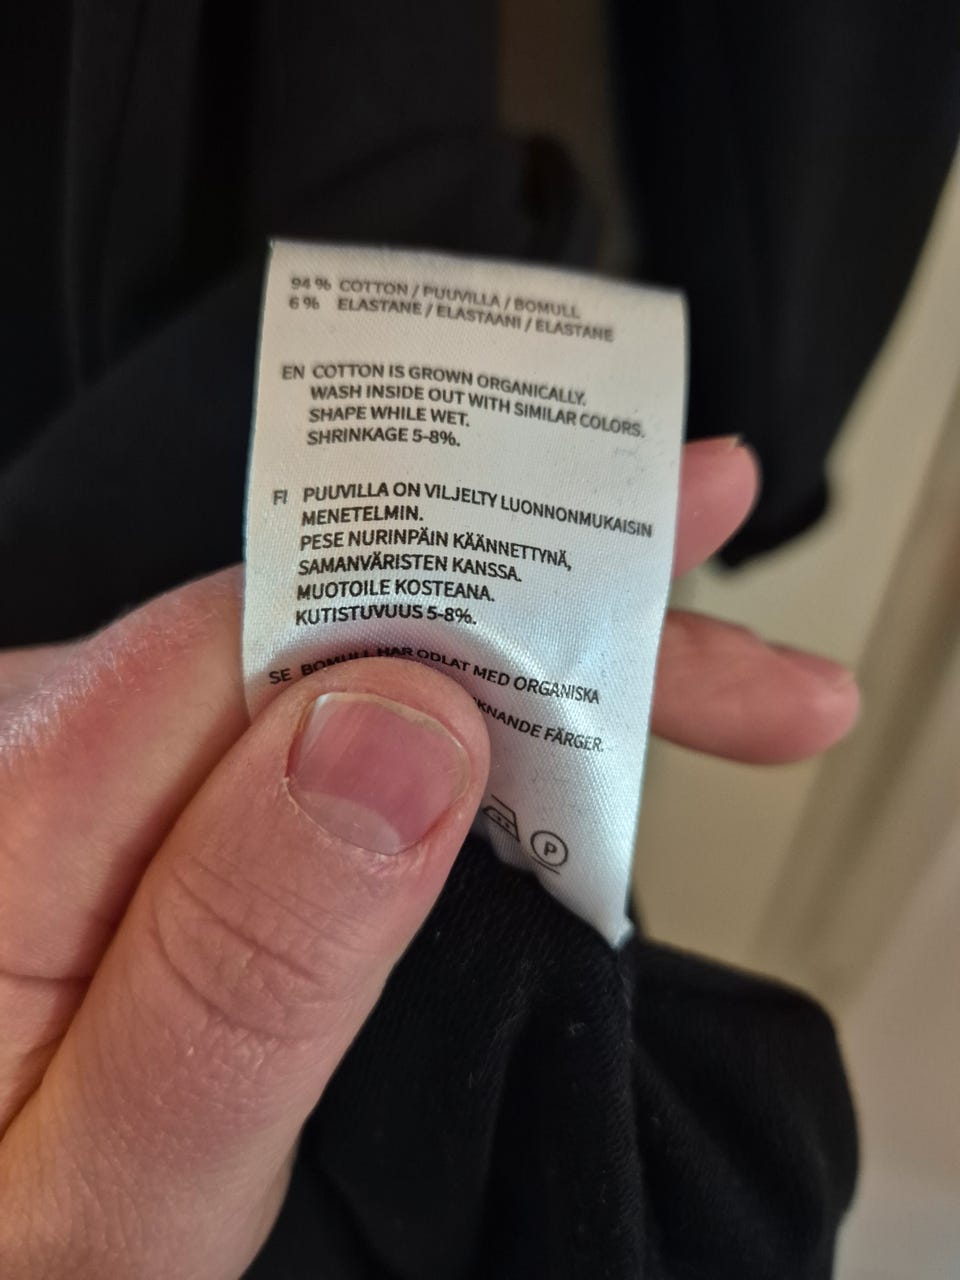 94 % COTTON / PUUVILLA / BOMULL
6 % ELASTANE / ELASTAANI / ELASTANE
EN COTTON IS GROWN ORGANICALLY.
WASH INSIDE OUT WITH SIMILAR COLORS.
SHAPE WHILE WET.
SHRINKAGE 5-8%.
FI PUUVILLA ON VILJELTY LUONNONMUKAISIN
MENETELMIN.
PESE NURINPÄIN KÄÄNNETTYNÄ,
SAMANVÄRISTEN KANSSA.
MUOTOILE KOSTEANA.
KUTISTUVUUS 5-8%.
SE BOMULL HAR ODLAT MED ORGANISKA
KNANDE FÄRGER.
P